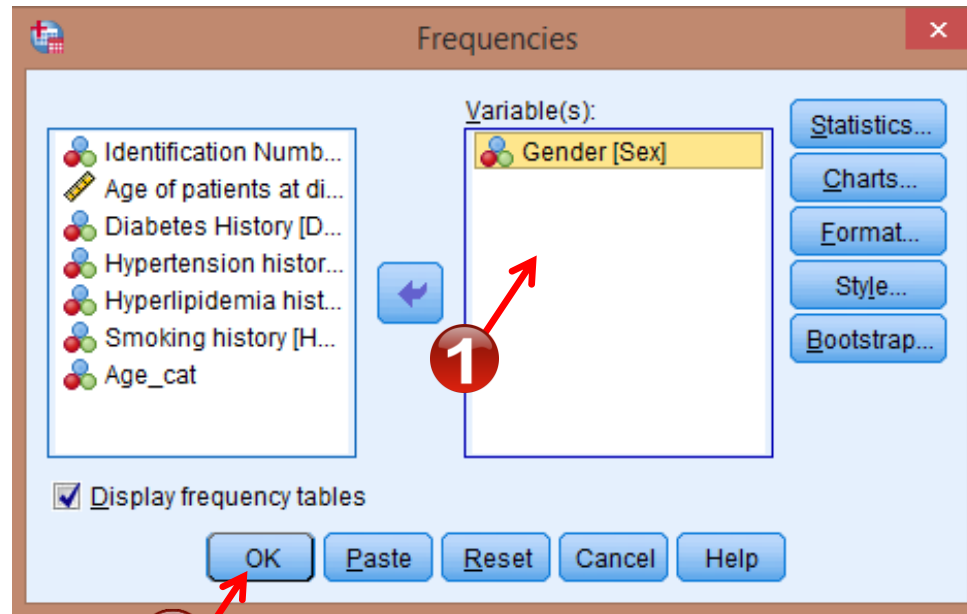 Frequencies
Variable(s):
Identification Numb...
Age of patients at di...
Diabetes History [D...
Hypertension histor...
Hyperlipidemia hist...
Smoking history [H...
Age_cat
Gender [Sex]
1
Statistics...
Charts...
Format...
Style...
Bootstrap...
Display frequency tables
OK Paste Reset Cancel Help